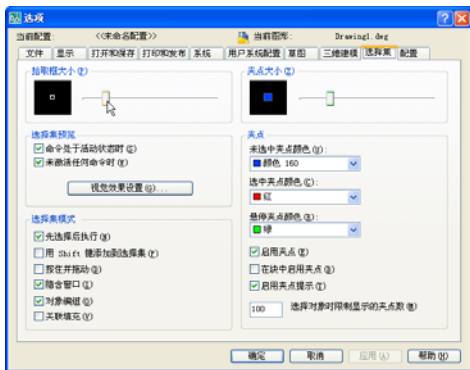 选项
当前配置: <<未命名配置>> 当前图形: Drawing1.dwg
文件 显示 打开和保存 打印和发布 系统 用户系统配置 草图 三维建模 选择集 配置
拾取框大小(P)
夹点大小(Z)
选择集预览
命令处于活动状态时(S)
未激活任何命令时(W)
视觉效果设置(G)...
选择集模式
先选择后执行(N)
用 Shift 键添加到选择集(F)
按住并拖动(D)
隐含窗口(I)
对象编组(O)
关联填充(V)
夹点
未选中夹点颜色(U):
颜色 160
选中夹点颜色(C):
红
悬停夹点颜色(R):
绿
启用夹点(E)
在块中启用夹点(B)
启用夹点提示(T)
100 选择对象时限制显示的夹点数(M)
确定 取消 应用(A) 帮助(H)